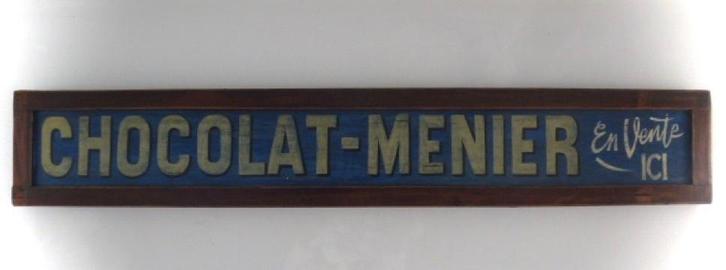 CHOCOLAT-MENIER
En Vente
ICI